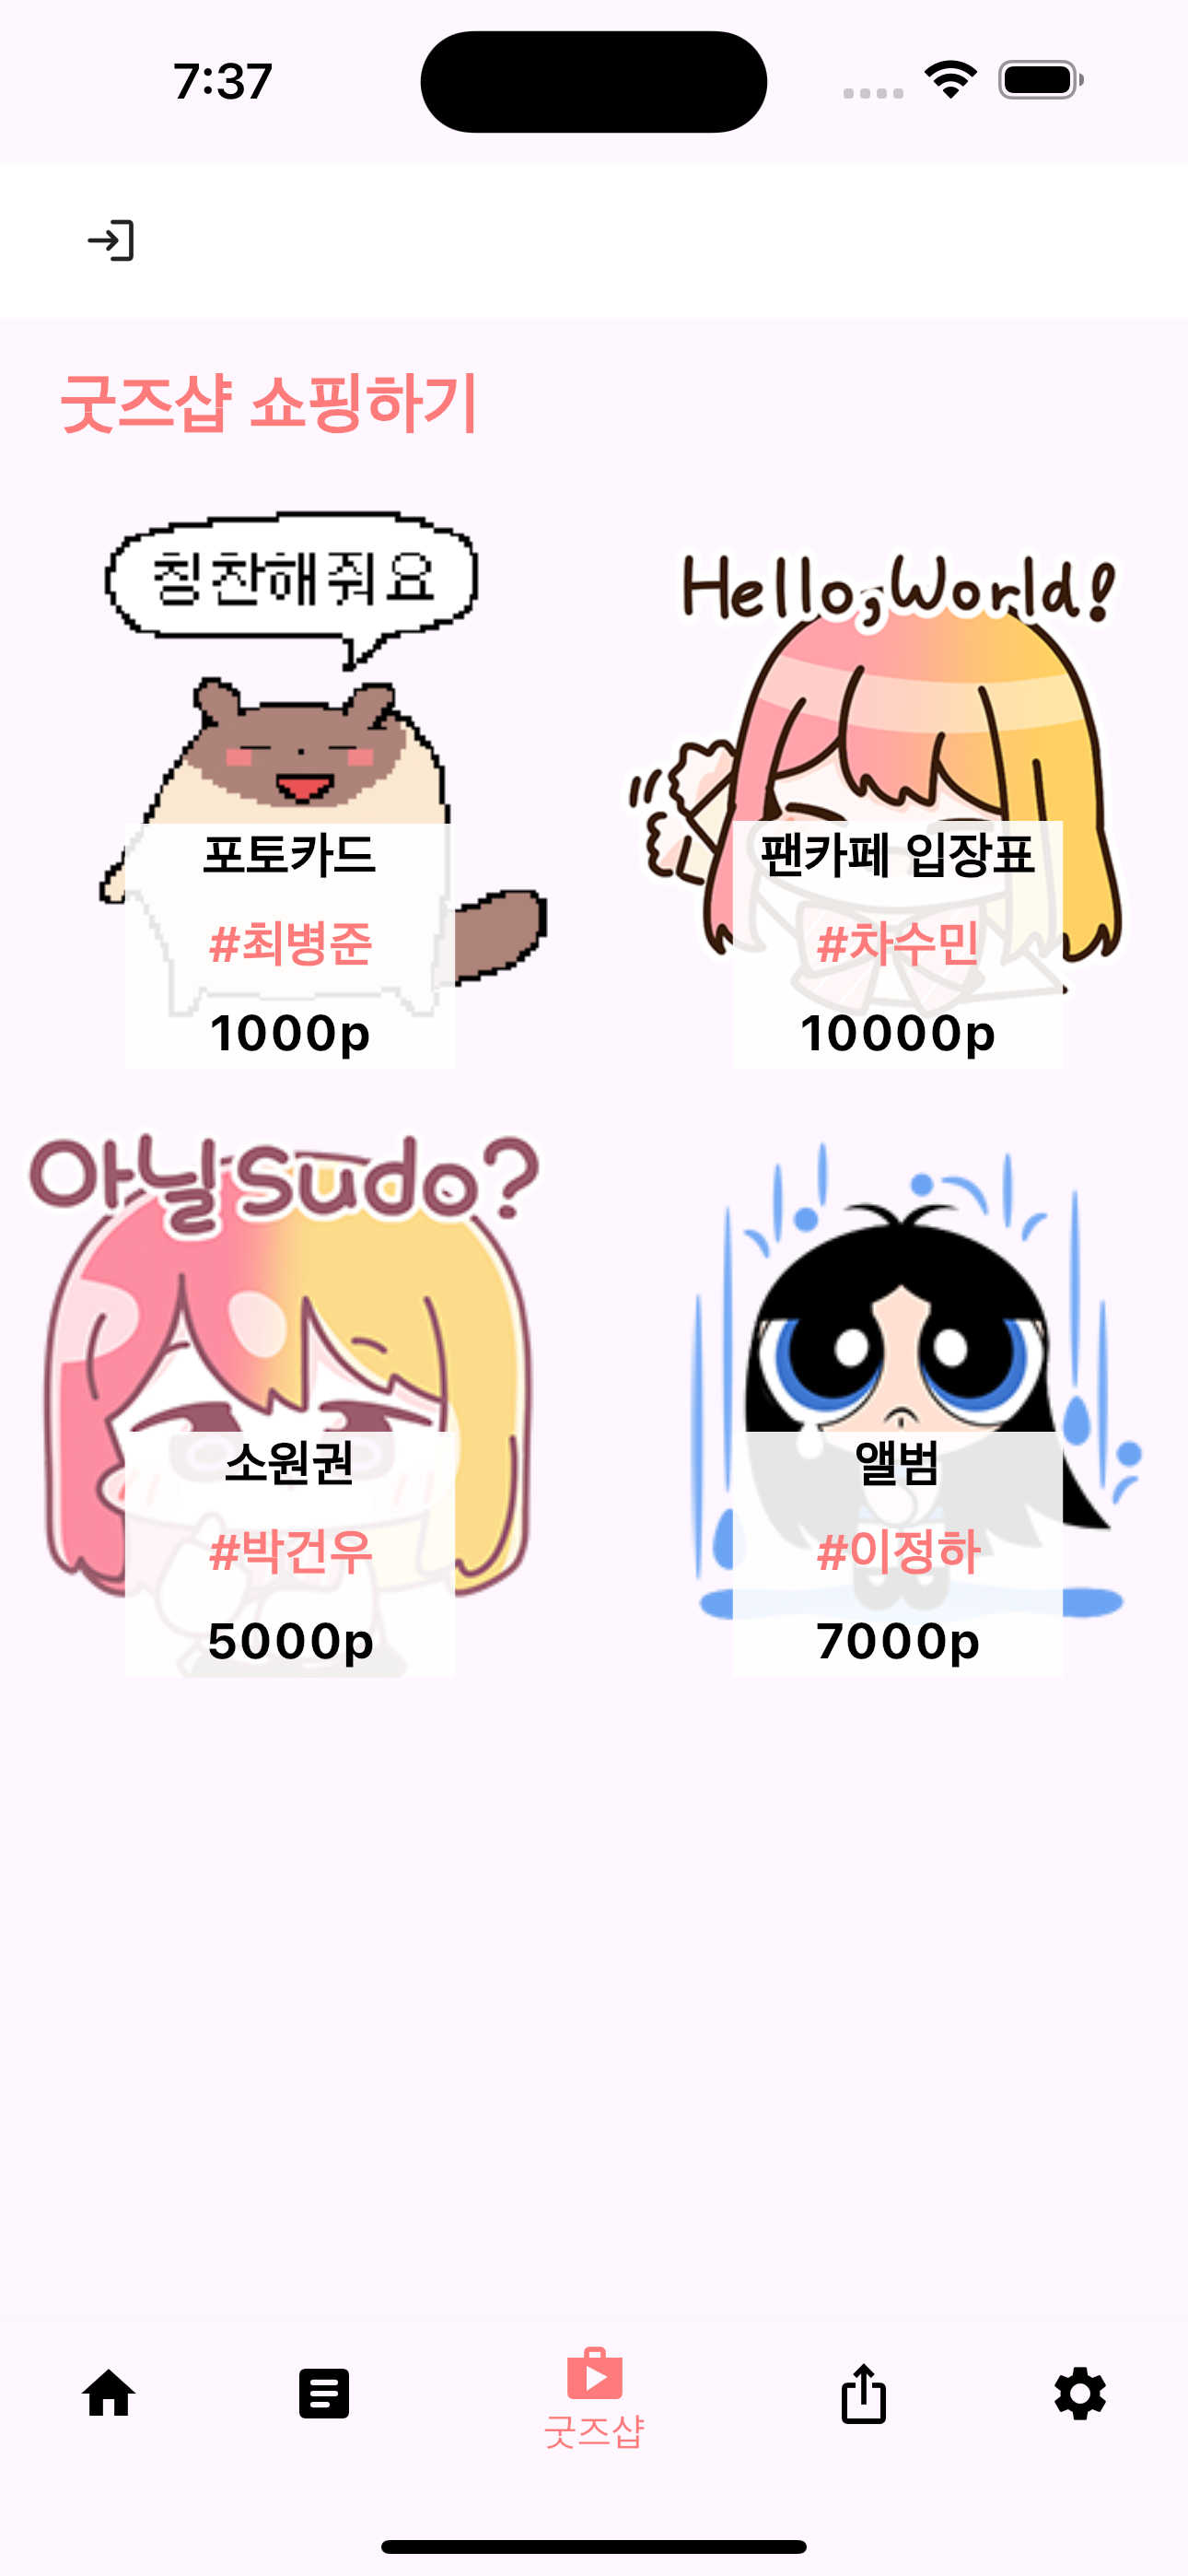 7:37
굿즈샵 쇼핑하기
칭찬해줘요
포토카드
#최병준
1000p
Hello, World!
팬카페 입장표
#차수민
10000p
아닐sudo?
소원권
#박건우
5000p
앨범
#이정하
7000p
굿즈샵